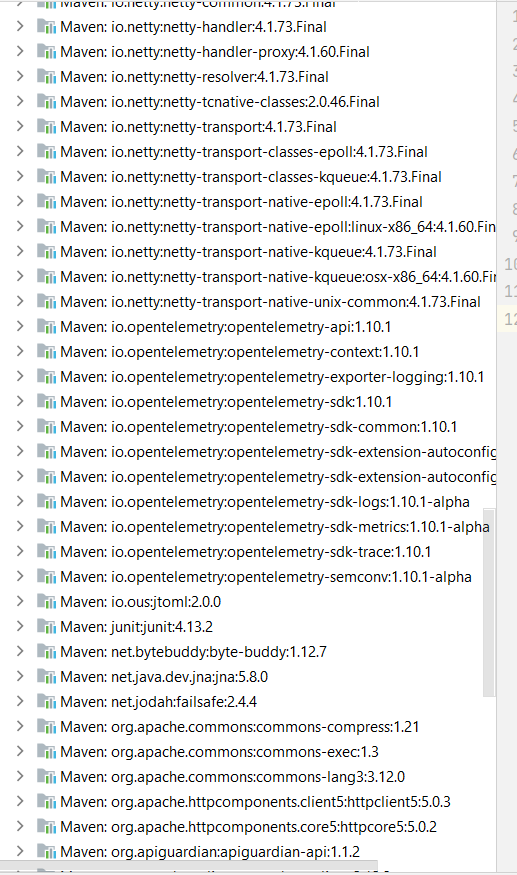 Maven: io.netty:netty-common:4.1.73.Final
Maven: io.netty:netty-handler:4.1.73.Final
Maven: io.netty:netty-handler-proxy:4.1.60.Final
Maven: io.netty:netty-resolver:4.1.73.Final
Maven: io.netty:netty-tcnative-classes:2.0.46.Final
Maven: io.netty:netty-transport:4.1.73.Final
Maven: io.netty:netty-transport-classes-epoll:4.1.73.Final
Maven: io.netty:netty-transport-classes-kqueue:4.1.73.Final
Maven: io.netty:netty-transport-native-epoll:4.1.73.Final
Maven: io.netty:netty-transport-native-epoll:linux-x86_64:4.1.60.Fin
Maven: io.netty:netty-transport-native-kqueue:4.1.73.Final
Maven: io.netty:netty-transport-native-kqueue:osx-x86_64:4.1.60.Fi
Maven: io.netty:netty-transport-native-unix-common:4.1.73.Final
Maven: io.opentelemetry:opentelemetry-api:1.10.1
Maven: io.opentelemetry:opentelemetry-context:1.10.1
Maven: io.opentelemetry:opentelemetry-exporter-logging:1.10.1
Maven: io.opentelemetry:opentelemetry-sdk:1.10.1
Maven: io.opentelemetry:opentelemetry-sdk-common:1.10.1
Maven: io.opentelemetry:opentelemetry-sdk-extension-autoconfig
Maven: io.opentelemetry:opentelemetry-sdk-extension-autoconfig
Maven: io.opentelemetry:opentelemetry-sdk-logs:1.10.1-alpha
Maven: io.opentelemetry:opentelemetry-sdk-metrics:1.10.1-alpha
Maven: io.opentelemetry:opentelemetry-sdk-trace:1.10.1
Maven: io.opentelemetry:opentelemetry-semconv:1.10.1-alpha
Maven: io.ous:jtoml:2.0.0
Maven: junit:junit:4.13.2
Maven: net.bytebuddy:byte-buddy:1.12.7
Maven: net.java.dev.jna:jna:5.8.0
Maven: net.jodah:failsafe:2.4.4
Maven: org.apache.commons:commons-compress:1.21
Maven: org.apache.commons:commons-exec:1.3
Maven: org.apache.commons:commons-lang3:3.12.0
Maven: org.apache.httpcomponents.client5:httpclient5:5.0.3
Maven: org.apache.httpcomponents.core5:httpcore5:5.0.2
Maven: org.apiguardian:apiguardian-api:1.1.2